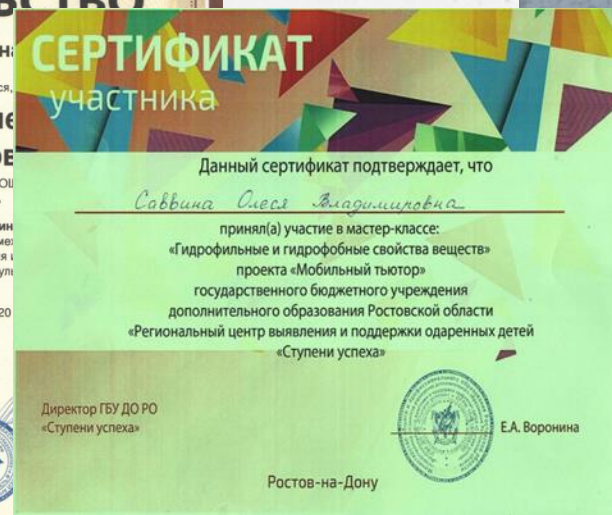 СЕРТИФИКАТ
участника
Данный сертификат подтверждает, что
Саввина Олеся Владимировна
принял(а) участие в мастер-классе:
«Гидрофильные и гидрофобные свойства веществ»
проекта «Мобильный тьютор»
государственного бюджетного учреждения
дополнительного образования Ростовской области
«Региональный центр выявления и поддержки одаренных детей
«Ступени успеха»
Директор ГБУ ДО РО
«Ступени успеха»
Е.А. Воронина
Ростов-на-Дону